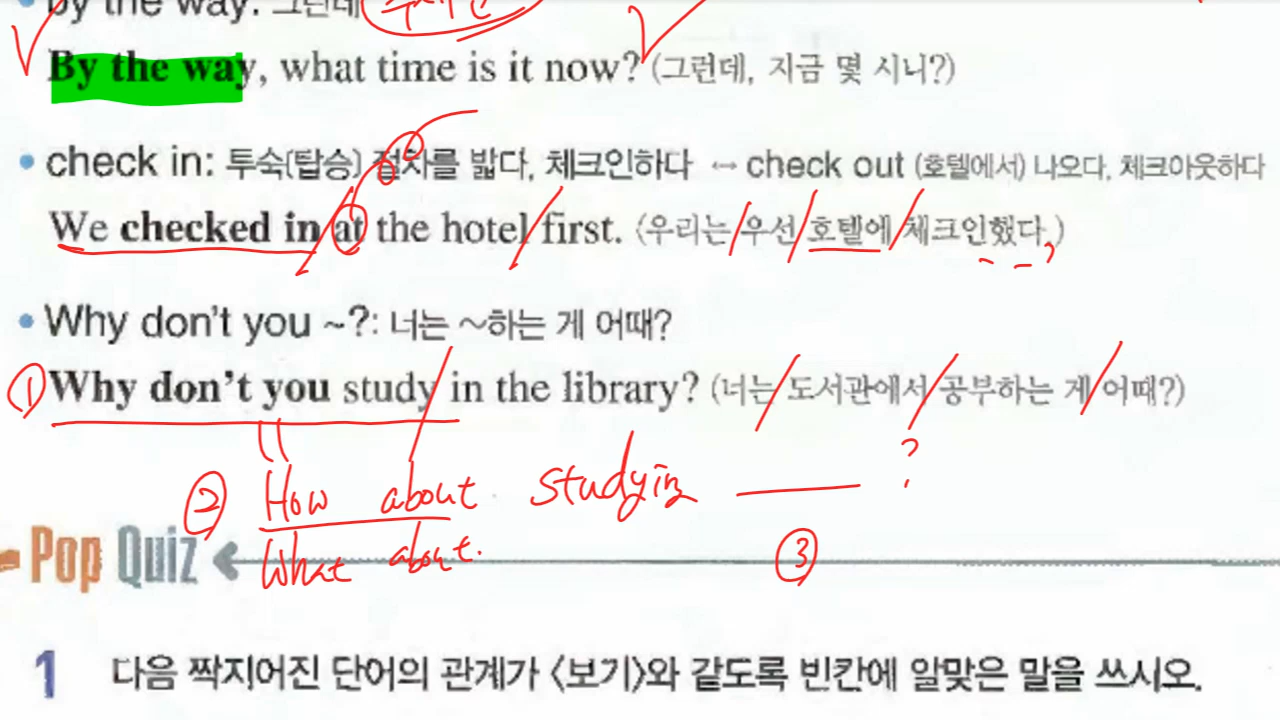 • by the way: 그런데
By the way, what time is it now? (그런데, 지금 몇 시니?)
• check in: 투숙(탑승) 절차를 밟다, 체크인하다 ↔ check out (호텔에서) 나오다, 체크아웃하다
We checked in at the hotel first. (우리는 우선 호텔에 체크인했다.)
• Why don't you ~?: 너는 ~하는 게 어때?
① Why don't you study in the library? (너는 도서관에서 공부하는 게 어때?)
② How about studying ?
What about.
③
Pop Quiz
1 다음 짝지어진 단어의 관계가 〈보기〉와 같도록 빈칸에 알맞은 말을 쓰시오.